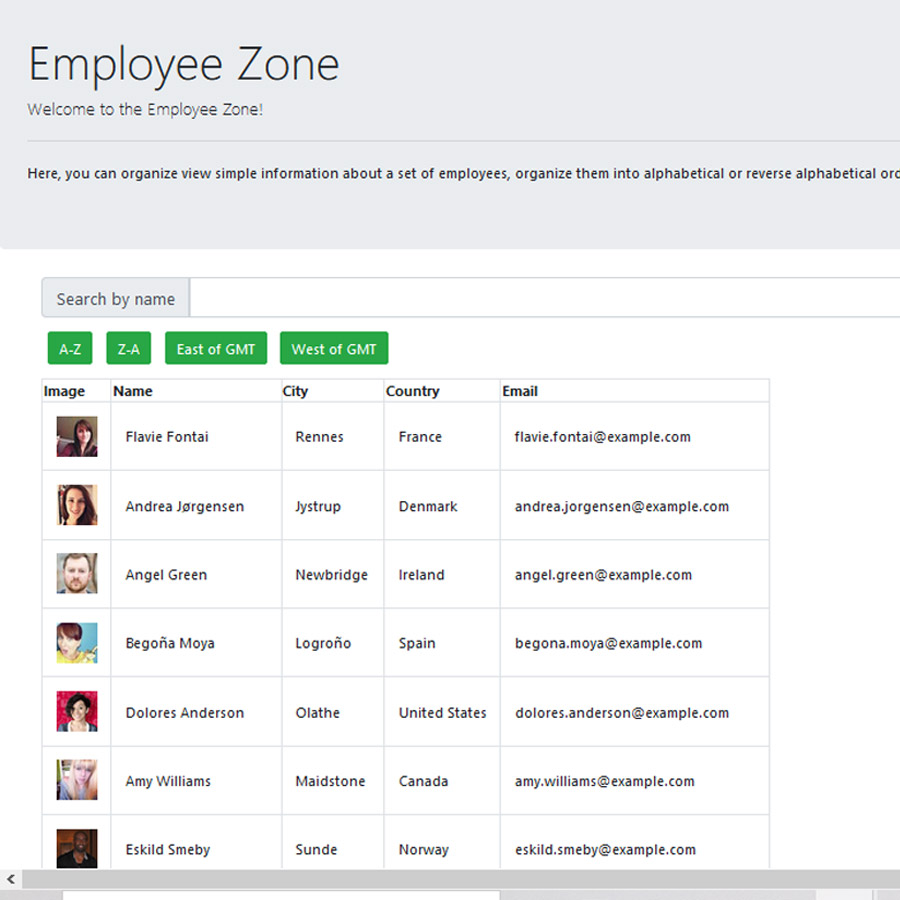 Employee Zone
Welcome to the Employee Zone!
Here, you can organize view simple information about a set of employees, organize them into alphabetical or reverse alphabetical
Search by name
A-Z Z-A East of GMT West of GMT
Image Name City Country Email
Flavie Fontai Rennes France flavie.fontai@example.com
Andrea Jørgensen Jystrup Denmark andrea.jorgensen@example.com
Angel Green Newbridge Ireland angel.green@example.com
Begoña Moya Logroño Spain begona.moya@example.com
Dolores Anderson Olathe United States dolores.anderson@example.com
Amy Williams Maidstone Canada amy.williams@example.com
Eskild Smeby Sunde Norway eskild.smeby@example.com